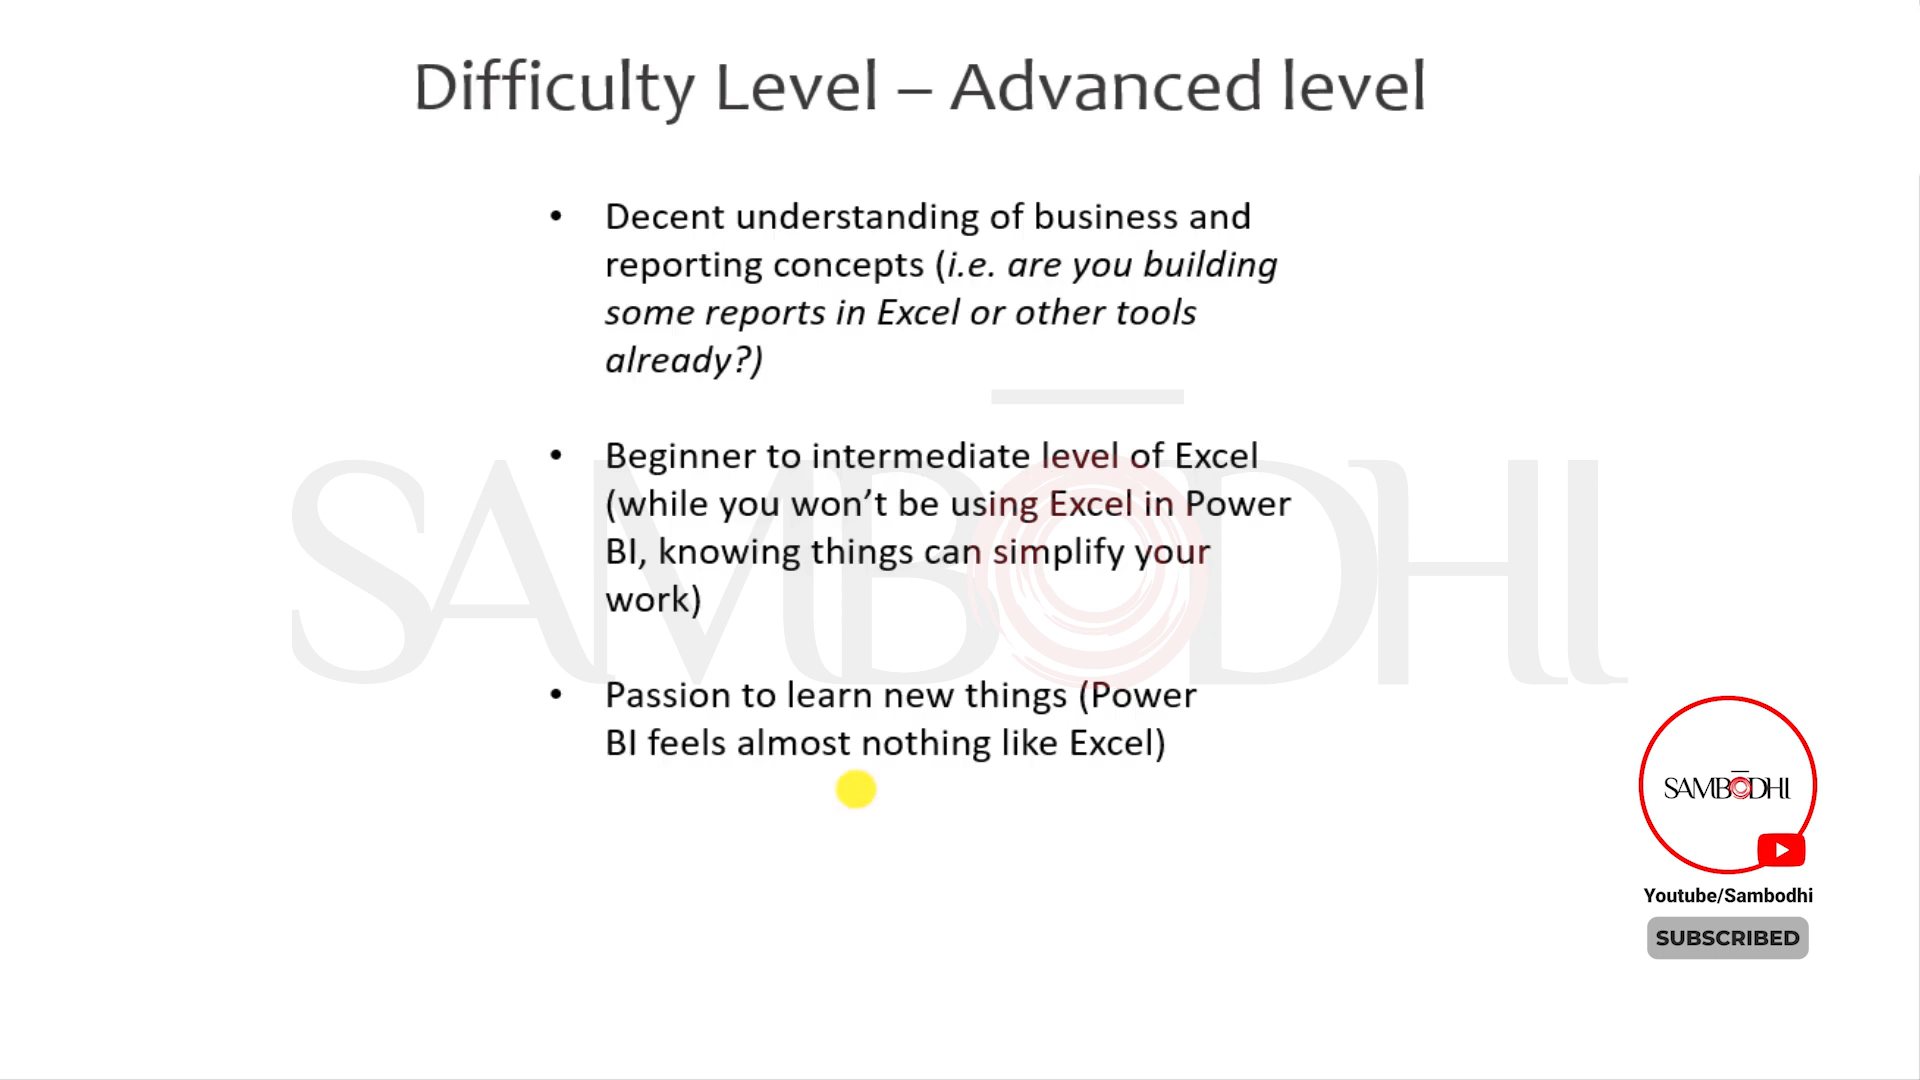 Difficulty Level – Advanced level
• Decent understanding of business and
reporting concepts (i.e. are you building
some reports in Excel or other tools
already?)
• Beginner to intermediate level of Excel
(while you won’t be using Excel in Power
BI, knowing things can simplify your
work)
• Passion to learn new things (Power
BI feels almost nothing like Excel)
SAMBŌDHI
SAMBŌDHI
Youtube/Sambodhi
SUBSCRIBED